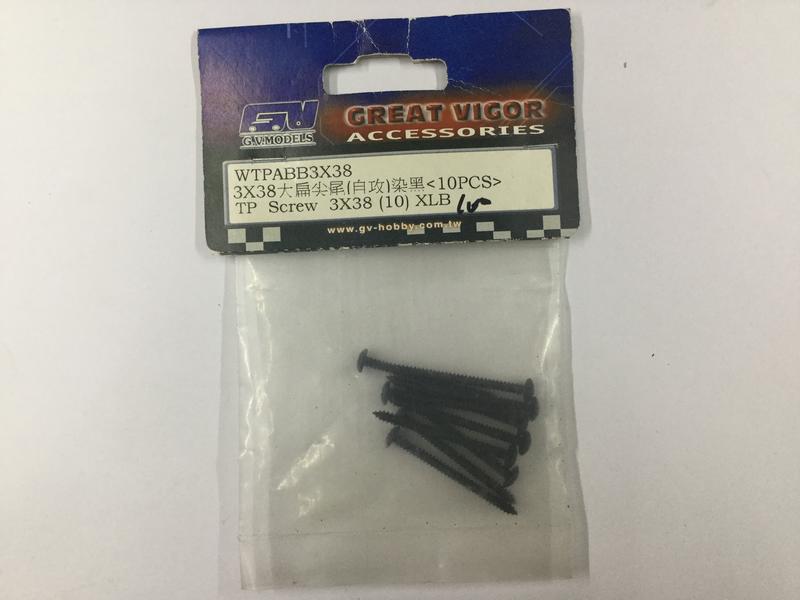 GV
G.V.MODELS
GREAT VIGOR
ACCESSORIES
WTPABB3X38
3X38大扁尖尾(自攻)染黑<10PCS>
TP Screw 3X38 (10) XLB
www.gv-hobby.com.tw